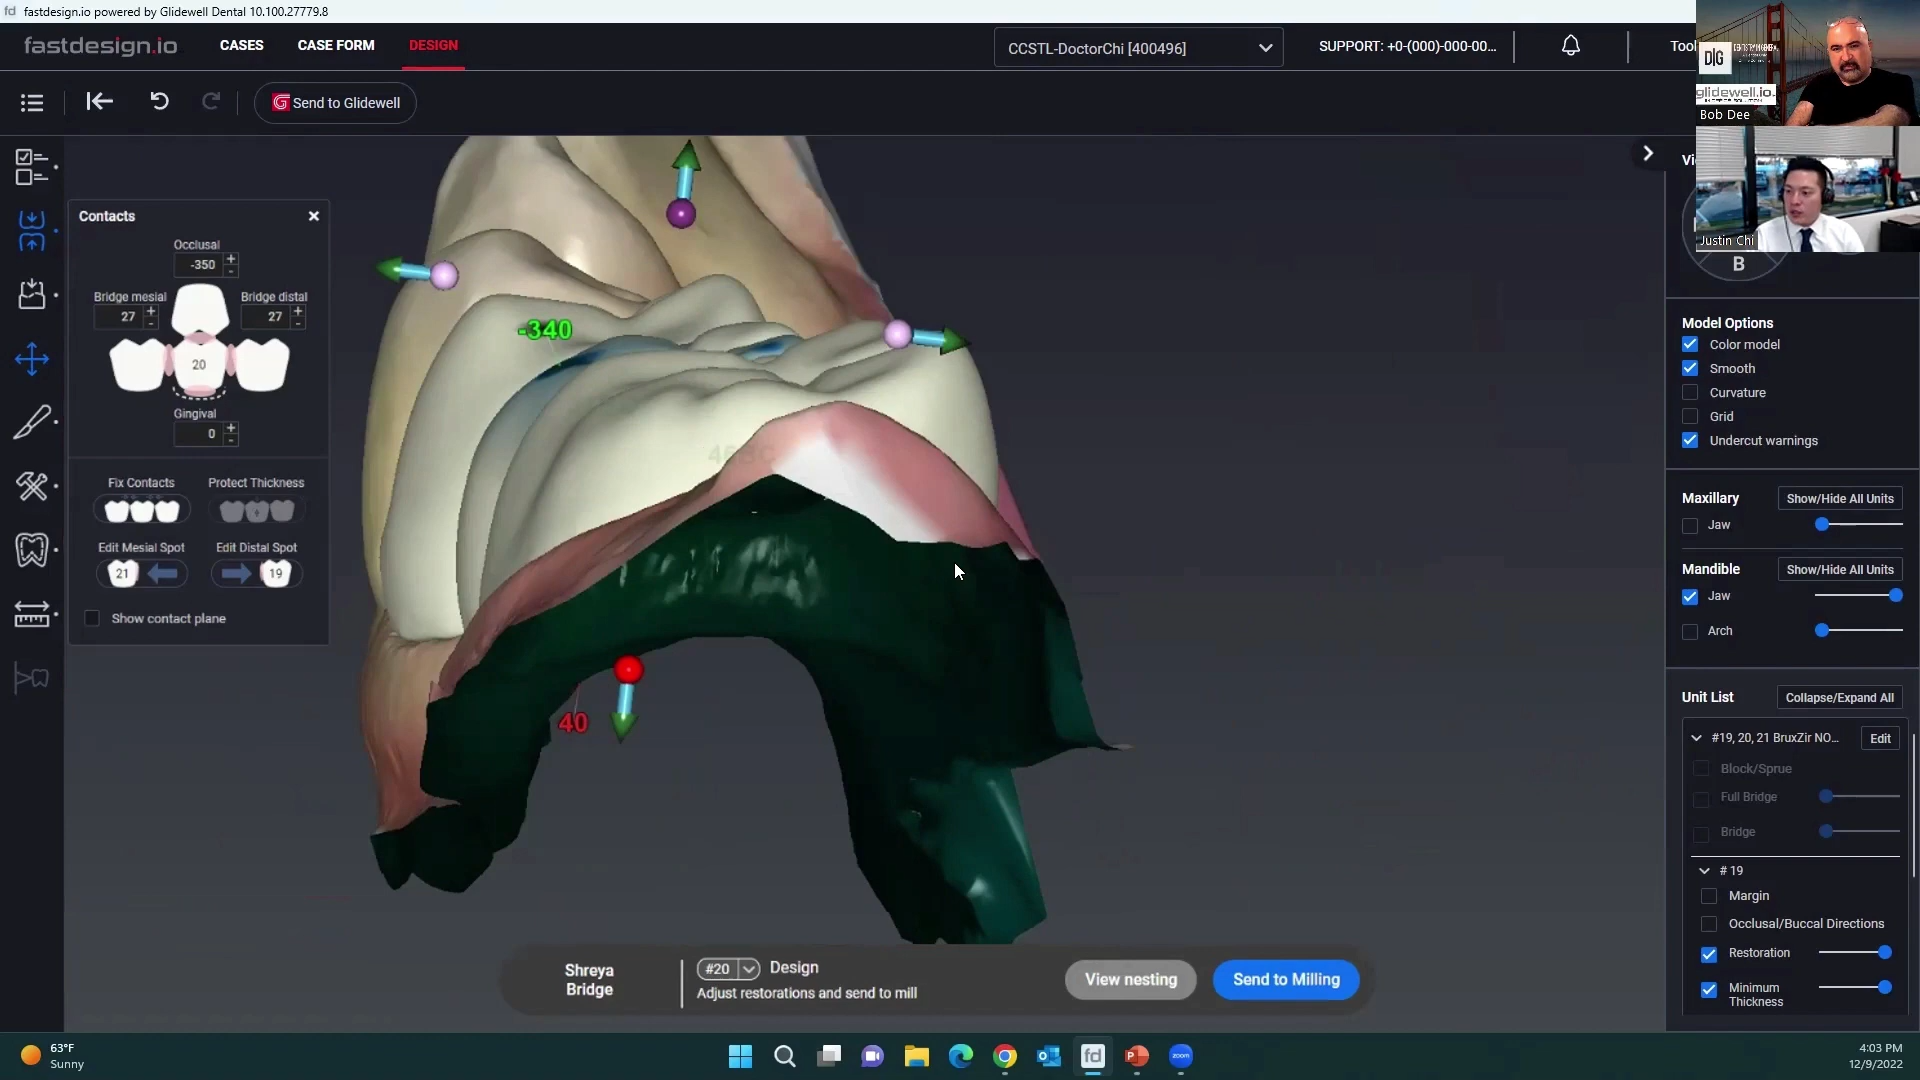 fd fastdesign.io powered by Glidewell Dental 10.100.27779.8
fastdesign.io
CASES
CASE FORM
DESIGN
CCSTL-DoctorChi [400496]
SUPPORT: +0-(000)-000-00...
Send to Glidewell
Contacts
Occlusal
-350
+
-
Bridge mesial
Bridge distal
27
+
-
27
+
-
20
Gingival
0
+
-
Fix Contacts
Protect Thickness
Edit Mesial Spot
Edit Distal Spot
21
19
Show contact plane
-340
40
D|G
glidewell.io.
Bob Dee
Justin Chi
B
Model Options
Color model
Smooth
Curvature
Grid
Undercut warnings
Maxillary
Show/Hide All Units
Jaw
Mandible
Show/Hide All Units
Jaw
Arch
Unit List
Collapse/Expand All
#19, 20, 21 BruxZir NO...
Edit
Block/Sprue
Full Bridge
Bridge
# 19
Margin
Occlusal/Buccal Directions
Restoration
Minimum
Thickness
Shreya
Bridge
#20
Design
Adjust restorations and send to mill
View nesting
Send to Milling
63°F
Sunny
fd
zoom
4:03 PM
12/9/2022